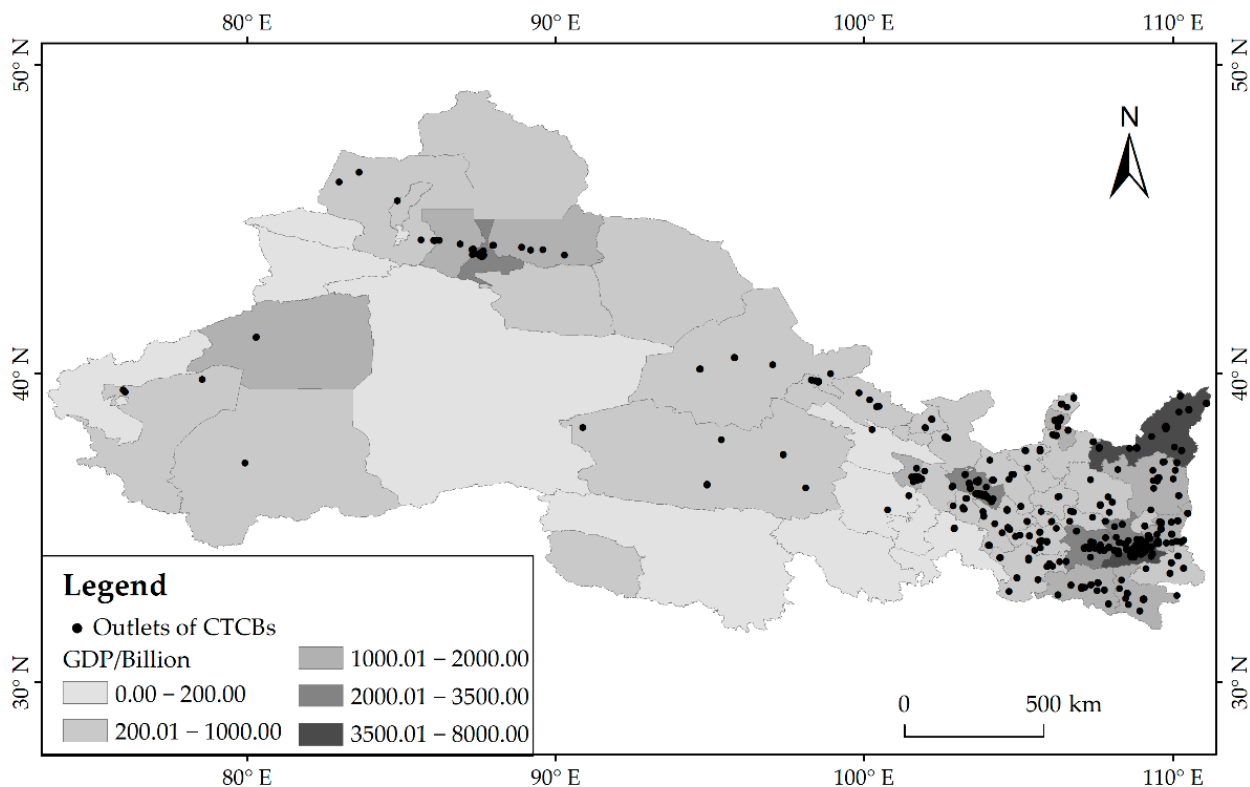 80° E 90° E 100° E 110° E
50° N 50° N
N
40° N 40° N
Legend
Outlets of CTCBs
GDP/Billion
0.00 – 200.00
200.01 – 1000.00
1000.01 – 2000.00
2000.01 – 3500.00
3500.01 – 8000.00
30° N 30° N
0 500 km
80° E 90° E 100° E 110° E